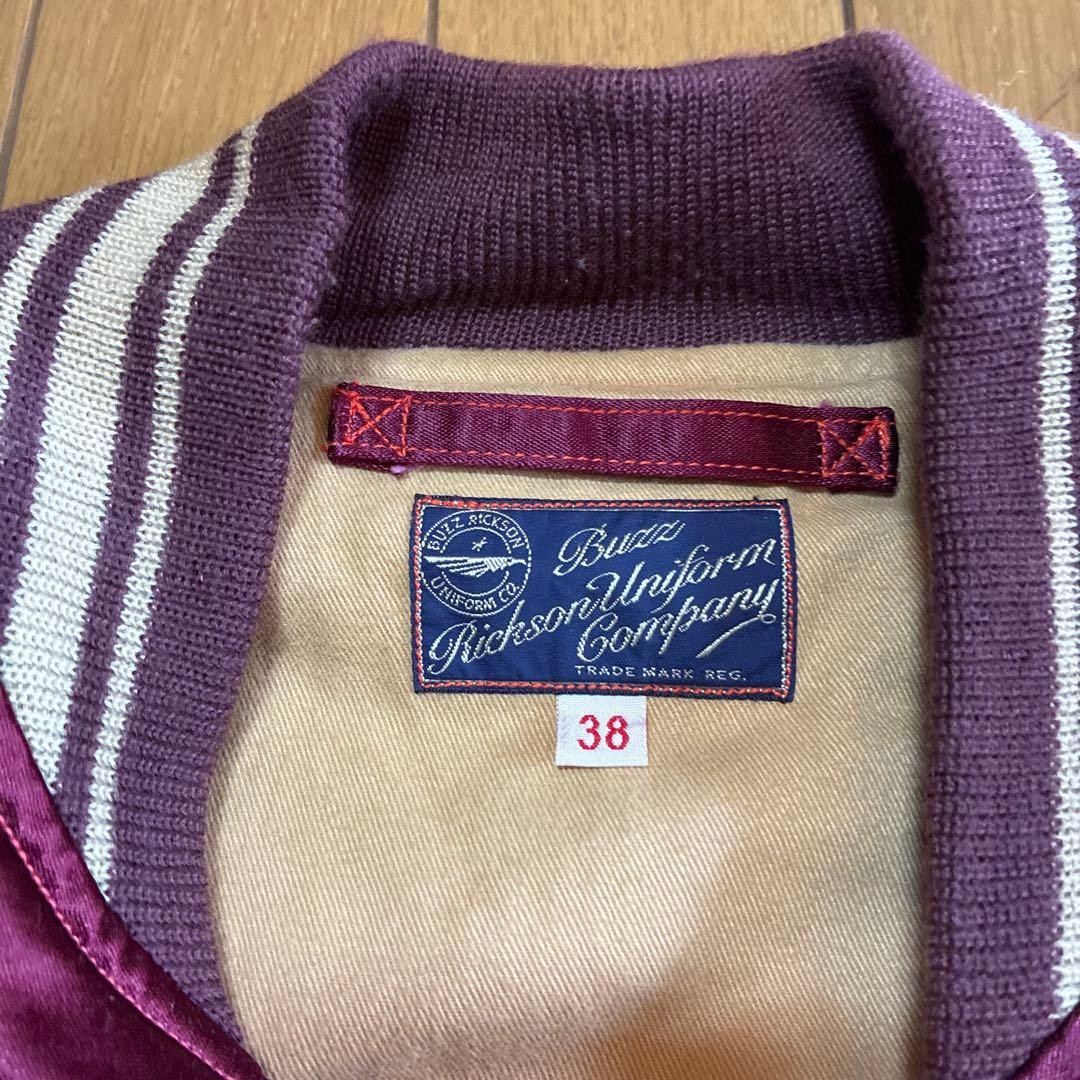 BUZZ RICKSON
UNIFORM CO.
Buzz
Rickson Uniform
Company
TRADE MARK REG.
38